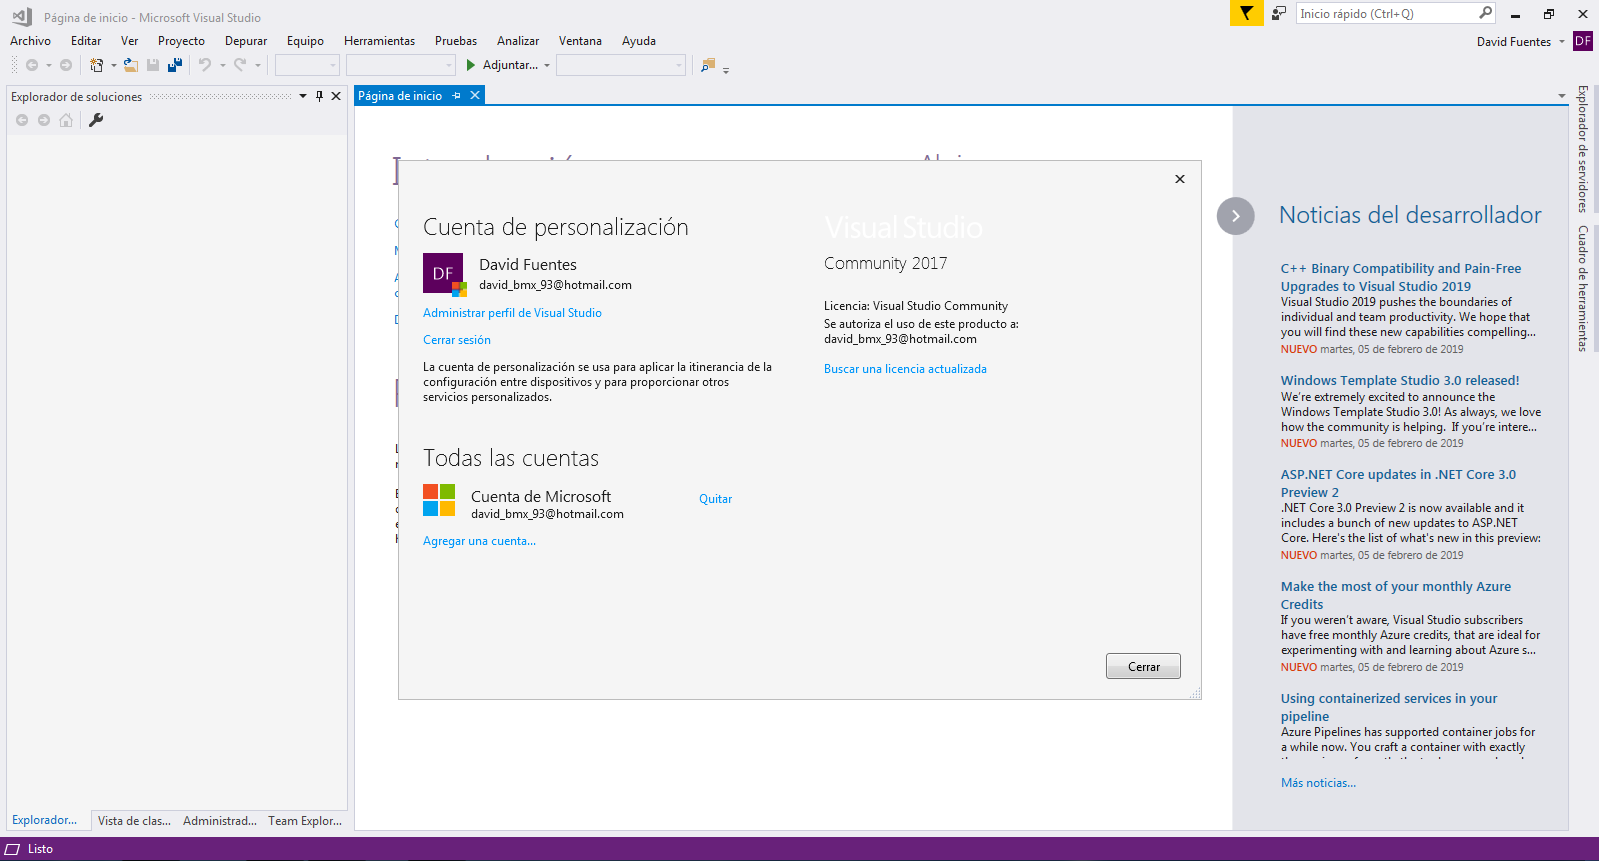 Página de inicio - Microsoft Visual Studio
Inicio rápido (Ctrl+Q)
Archivo Editar Ver Proyecto Depurar Equipo Herramientas Pruebas Analizar Ventana Ayuda
David Fuentes DF
Adjuntar...
Explorador de soluciones
Página de inicio
Explorador de servidores
Cuadro de herramientas
Cuenta de personalización
DF
David Fuentes
david_bmx_93@hotmail.com
Administrar perfil de Visual Studio
Cerrar sesión
La cuenta de personalización se usa para aplicar la itinerancia de la
configuración entre dispositivos y para proporcionar otros
servicios personalizados.
Todas las cuentas
Cuenta de Microsoft
david_bmx_93@hotmail.com
Quitar
Agregar una cuenta...
Visual Studio
Community 2017
Licencia: Visual Studio Community
Se autoriza el uso de este producto a:
david_bmx_93@hotmail.com
Buscar una licencia actualizada
Cerrar
Noticias del desarrollador
C++ Binary Compatibility and Pain-Free
Upgrades to Visual Studio 2019
Visual Studio 2019 pushes the boundaries of
individual and team productivity. We hope that
you will find these new capabilities compelling...
NUEVO martes, 05 de febrero de 2019
Windows Template Studio 3.0 released!
We're extremely excited to announce the
Windows Template Studio 3.0! As always, we love
how the community is helping. If you're intere...
NUEVO martes, 05 de febrero de 2019
ASP.NET Core updates in .NET Core 3.0
Preview 2
.NET Core 3.0 Preview 2 is now available and it
includes a bunch of new updates to ASP.NET
Core. Here's the list of what's new in this preview:
NUEVO martes, 05 de febrero de 2019
Make the most of your monthly Azure
Credits
If you weren't aware, Visual Studio subscribers
have free monthly Azure credits, that are ideal for
experimenting with and learning about Azure s...
NUEVO martes, 05 de febrero de 2019
Using containerized services in your
pipeline
Azure Pipelines has supported container jobs for
a while now. You craft a container with exactly
Más noticias...
Explorador... Vista de clas... Administrad... Team Explor...
Listo